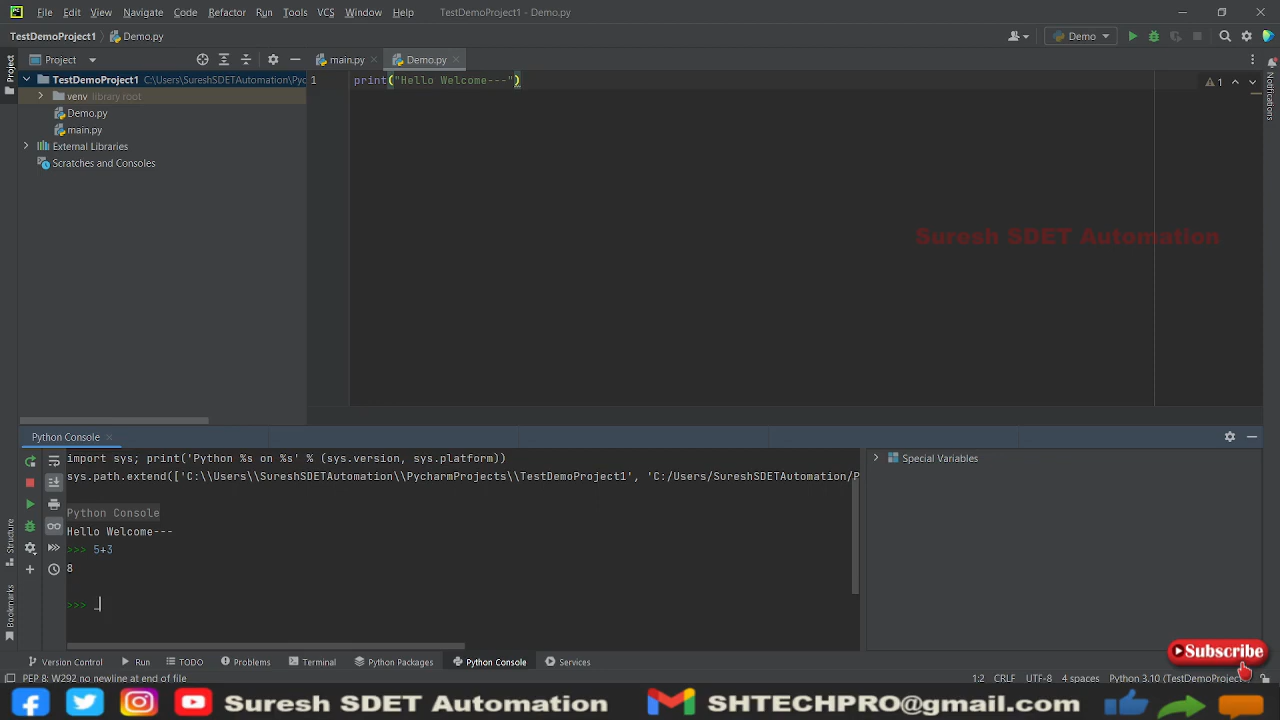 File Edit View Navigate Code Refactor Run Tools VCS Window Help TestDemoProject1 - Demo.py
TestDemoProject1 Demo.py Demo
Project main.py Demo.py
Project
TestDemoProject1 C:\Users\SureshSDETAutomation\Pyc
venv library root
Demo.py
main.py
External Libraries
Scratches and Consoles
1 print("Hello Welcome---")
1
Notifications
Suresh SDET Automation
Python Console
import sys; print('Python %s on %s' % (sys.version, sys.platform))
sys.path.extend(['C:\\Users\\SureshSDETAutomation\\PycharmProjects\\TestDemoProject1', 'C:/Users/SureshSDETAutomation/P
Python Console
Hello Welcome---
>>> 5+3
8
>>> _
Special Variables
Structure
Bookmarks
Version Control Run TODO Problems Terminal Python Packages Python Console Services
Subscribe
PEP 8: W292 no newline at end of file 1:2 CRLF UTF-8 4 spaces Python 3.10 (TestDemoProject
Suresh SDET Automation SHTECHPRO@gmail.com